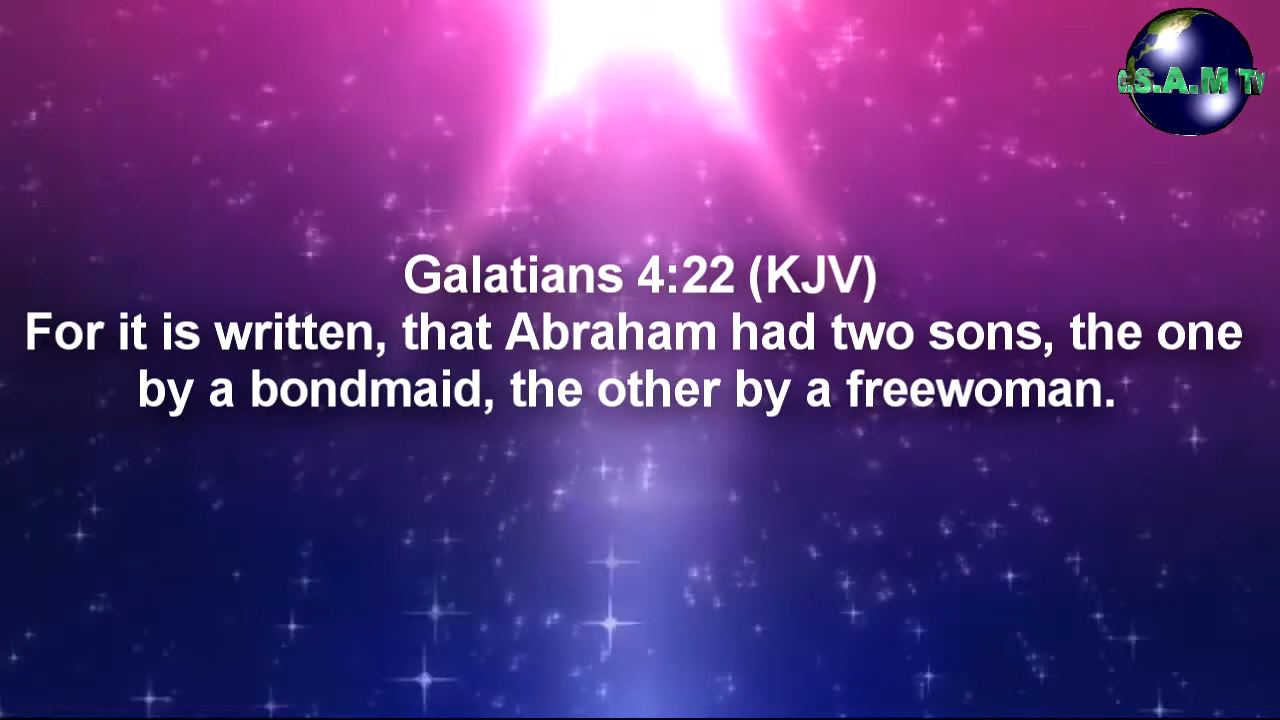 C.S.A.M TV
Galatians 4:22 (KJV)
For it is written, that Abraham had two sons, the one
by a bondmaid, the other by a freewoman.